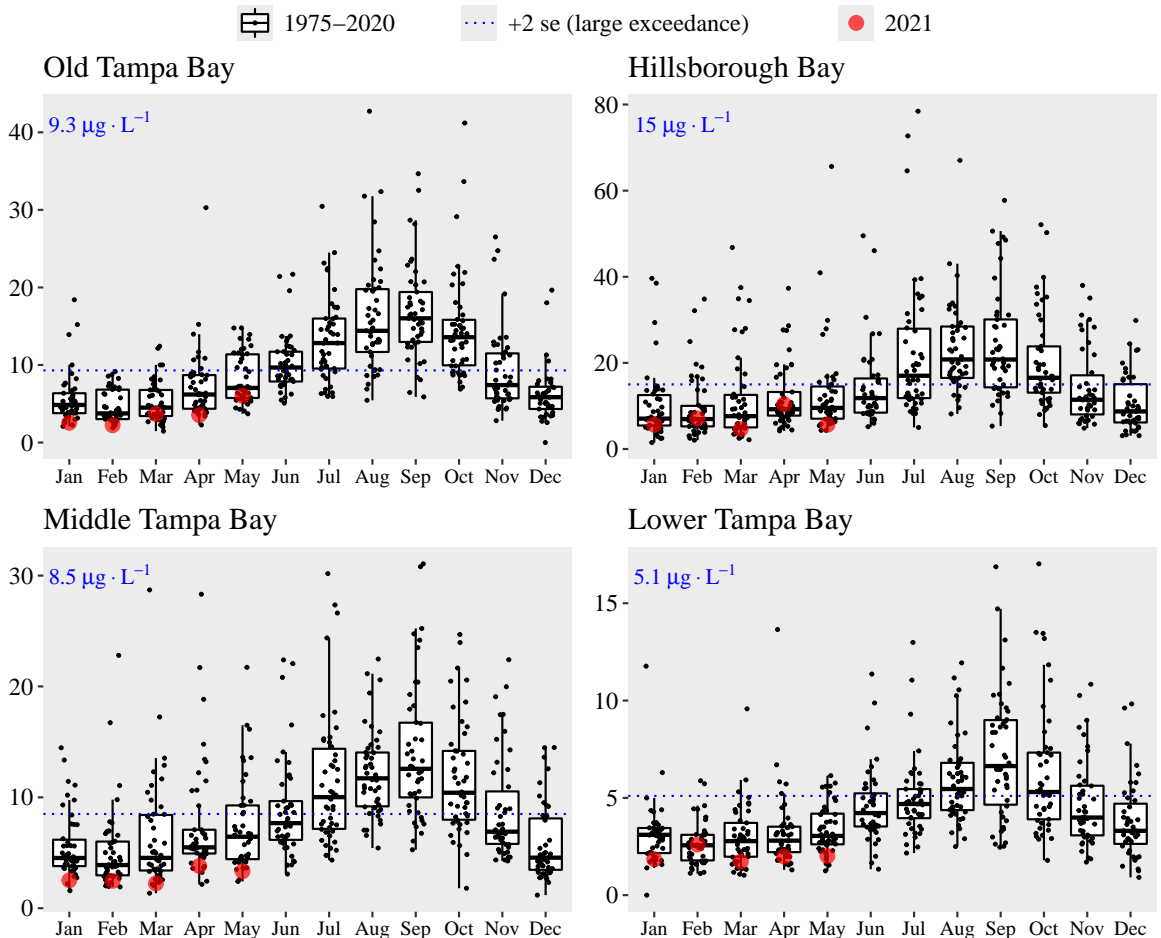 1975–2020 +2 se (large exceedance) 2021
Old Tampa Bay
9.3 μg · L⁻¹
40
30
20
10
0
Jan Feb Mar Apr May Jun Jul Aug Sep Oct Nov Dec
Hillsborough Bay
15 μg · L⁻¹
80
60
40
20
0
Jan Feb Mar Apr May Jun Jul Aug Sep Oct Nov Dec
Middle Tampa Bay
8.5 μg · L⁻¹
30
20
10
0
Jan Feb Mar Apr May Jun Jul Aug Sep Oct Nov Dec
Lower Tampa Bay
5.1 μg · L⁻¹
15
10
5
0
Jan Feb Mar Apr May Jun Jul Aug Sep Oct Nov Dec